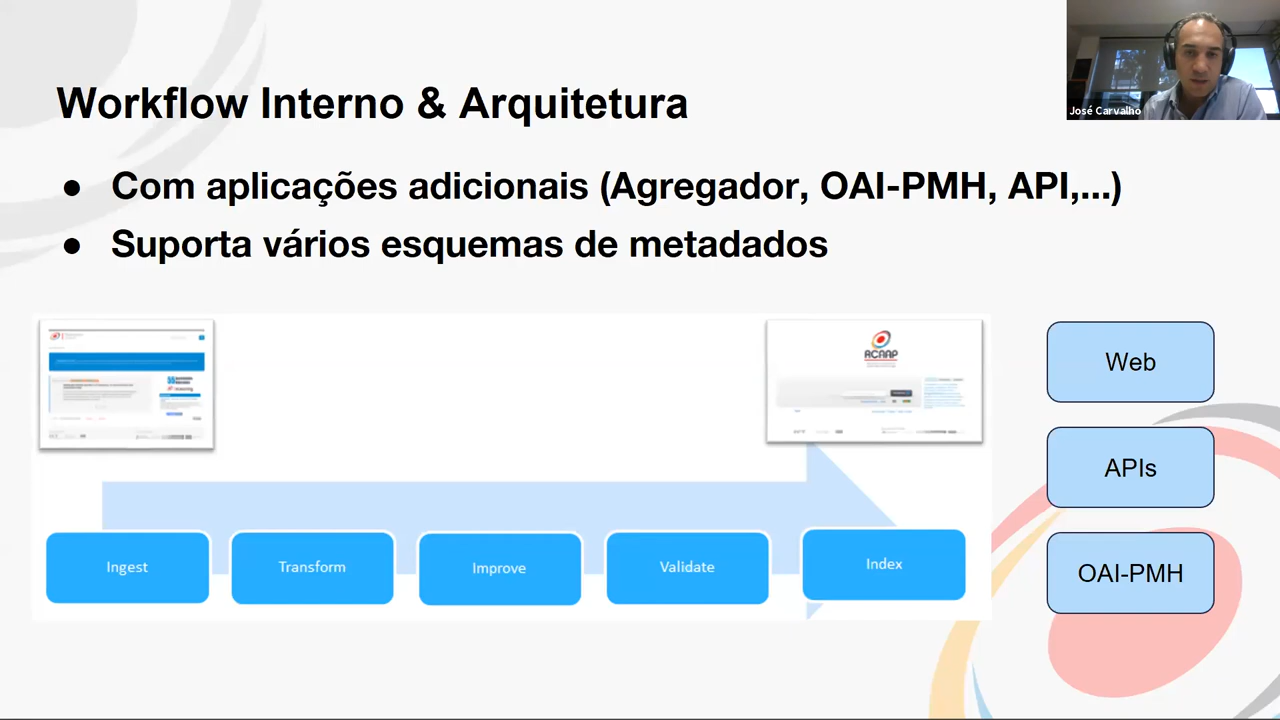 José Carvalho
Workflow Interno & Arquitetura
● Com aplicações adicionais (Agregador, OAI-PMH, API,...)
● Suporta vários esquemas de metadados
RCAAP
Web
APIs
OAI-PMH
Ingest
Transform
Improve
Validate
Index